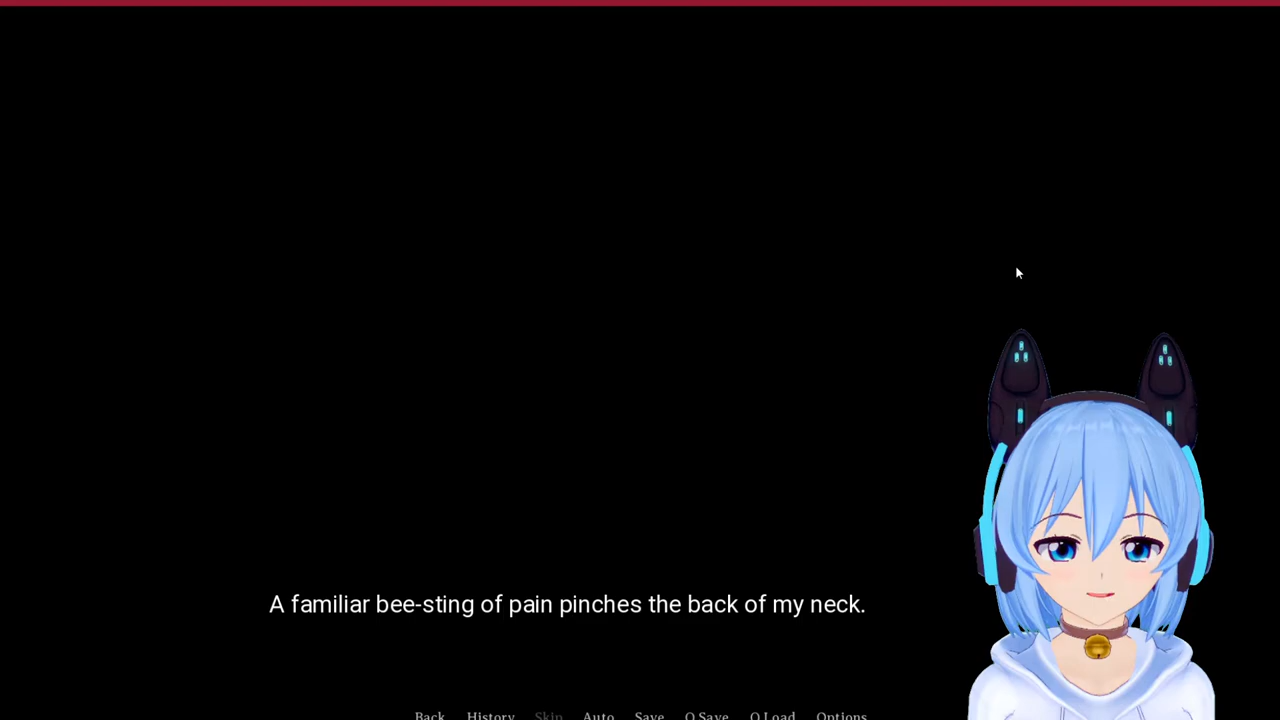 A familiar bee-sting of pain pinches the back of my neck.
Back History Skip Auto Save Q.Save Q.Load Options